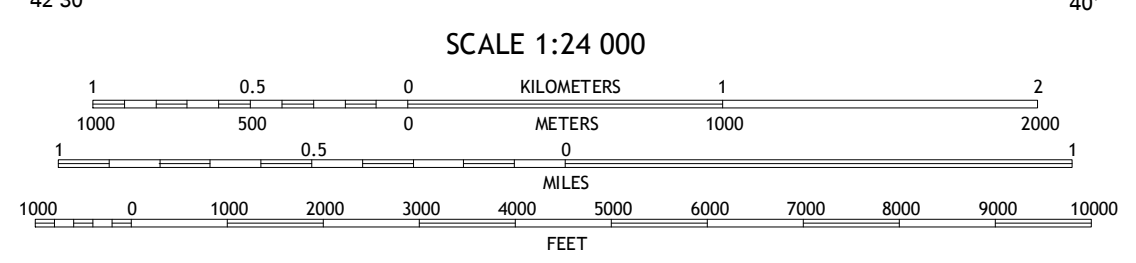 42'30" 40'
SCALE 1:24 000
1 0.5 0 KILOMETERS 1 2
1000 500 0 METERS 1000 2000
1 0.5 0 1
MILES
1000 0 1000 2000 3000 4000 5000 6000 7000 8000 9000 10000
FEET